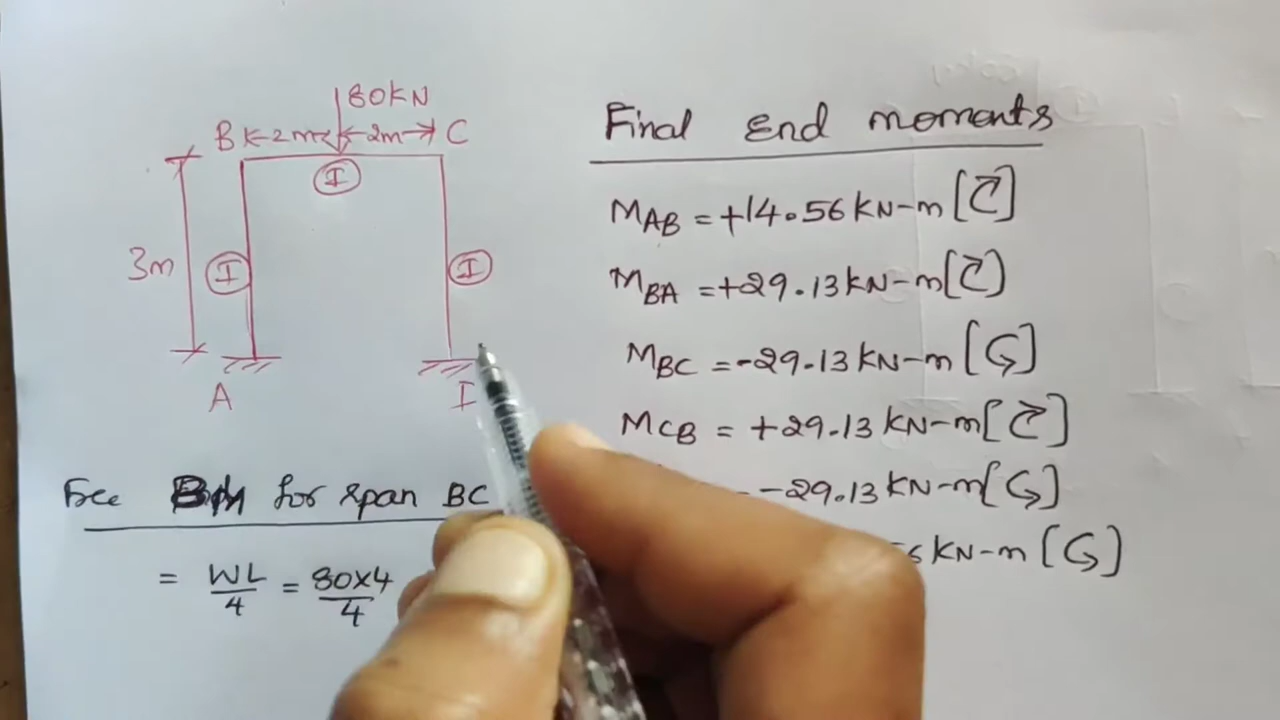 80KN
B 2m 2m C
I
3m I I
A I
Free BM for span BC
= WL/4 = 80x4/4
Final End moments
MAB = +14.56 KN-m []
MBA = +29.13 KN-m []
MBC = -29.13 KN-m []
MCB = +29.13 KN-m []
-29.13 KN-m []
6 KN-m []